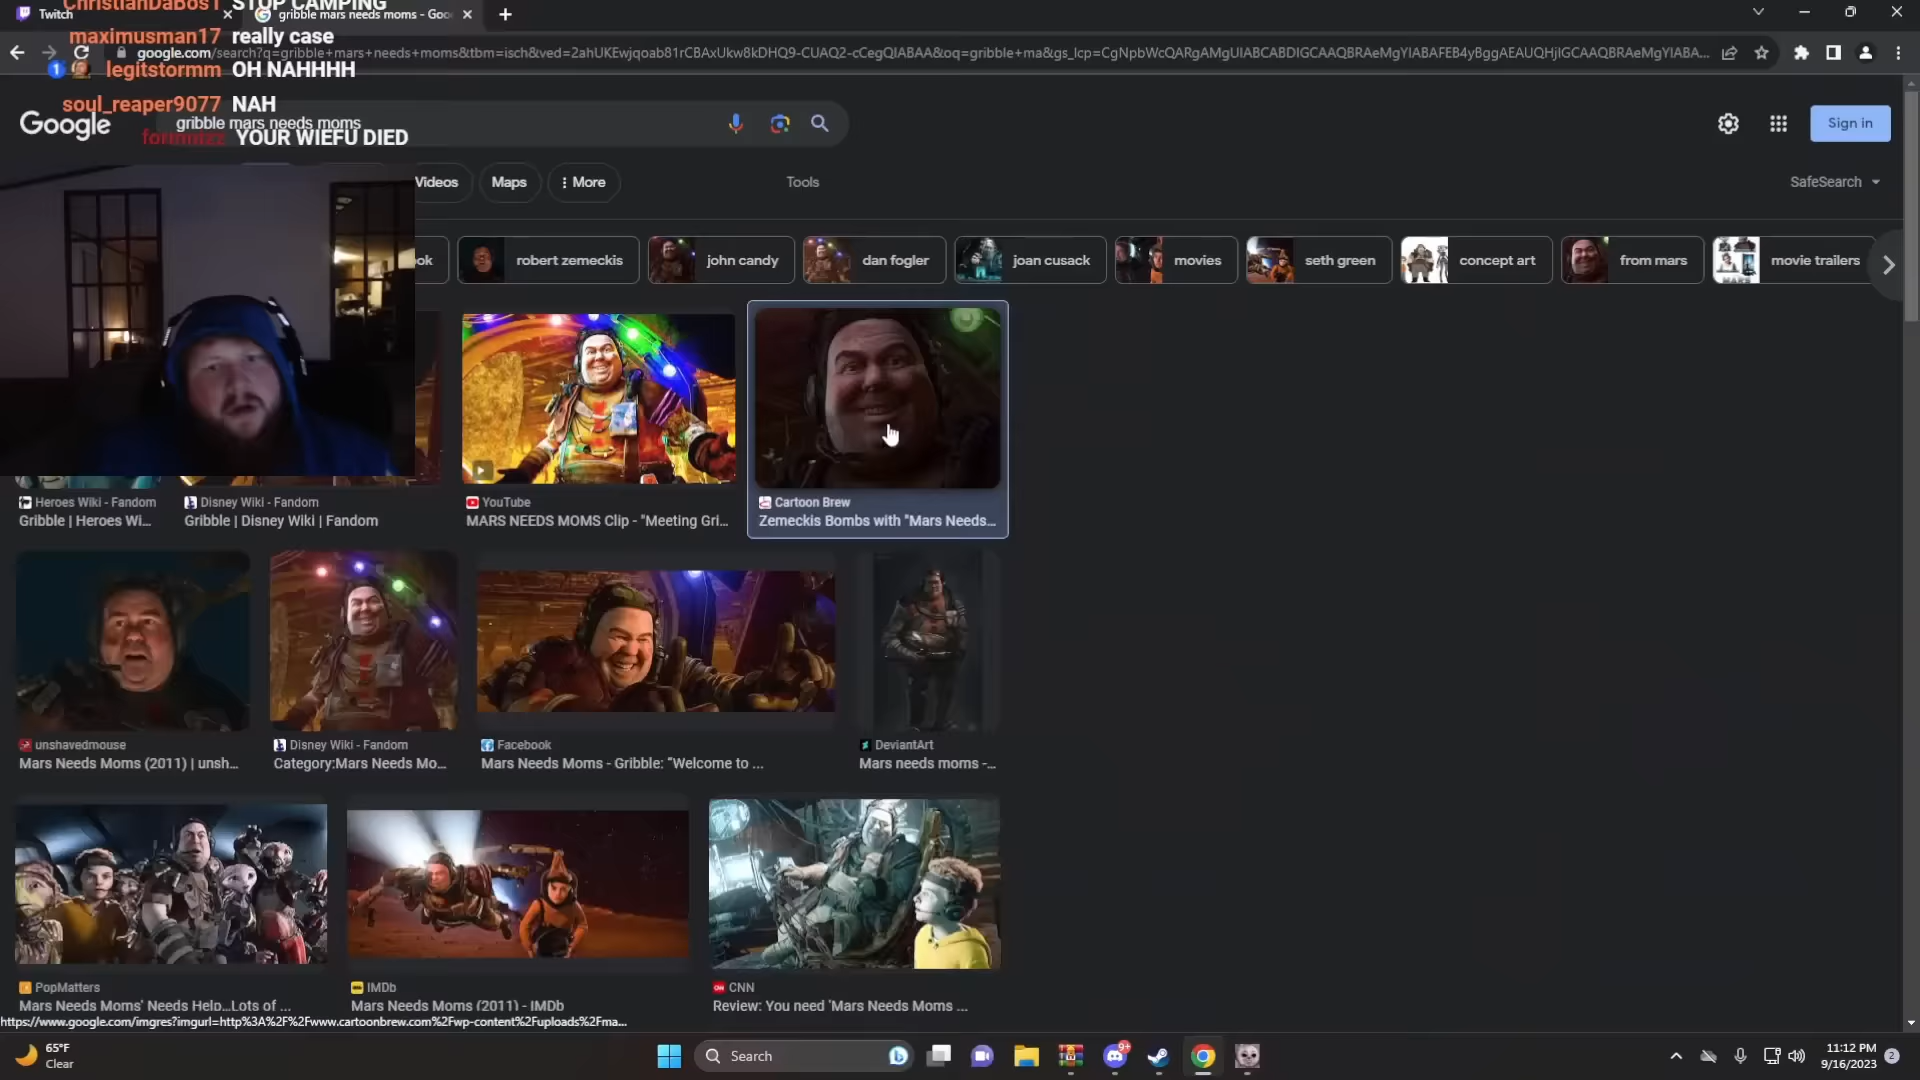 ChristianDaBos1 STOP CAMPING
Twitch
gribble mars needs moms - Goo
maximusman17 really case
google.com/search?q=gribble+mars+needs+moms&tbm=isch&ved=2ahUKEwjqoab81rCBAxUkw8kDHQ9-CUAQ2-cCegQIABAA&oq=gribble+ma&gs_lcp=CgNpbWcQARgAMgUIABCABDIGCAAQBRAeMgYIABAFEB4yBggAEAUQHjIGCAAQBRAeMgYIABA...
1 legitstormm OH NAHHHH
soul_reaper9077 NAH
Google
gribble mars needs moms
YOUR WIEFU DIED
Sign in
Videos
Maps
More
Tools
SafeSearch
ok
robert zemeckis
john candy
dan fogler
joan cusack
movies
seth green
concept art
from mars
movie trailers
Heroes Wiki - Fandom
Gribble | Heroes Wi...
Disney Wiki - Fandom
Gribble | Disney Wiki | Fandom
YouTube
MARS NEEDS MOMS Clip - "Meeting Gri...
Cartoon Brew
Zemeckis Bombs with "Mars Needs...
unshavedmouse
Mars Needs Moms (2011) | unsh...
Disney Wiki - Fandom
Category:Mars Needs Mo...
Facebook
Mars Needs Moms - Gribble: "Welcome to ...
DeviantArt
Mars needs moms -...
PopMatters
Mars Needs Moms' Needs Help...Lots of ...
IMDb
Mars Needs Moms (2011) - IMDb
CNN
Review: You need 'Mars Needs Moms ...
https://www.google.com/imgres?imgurl=http%3A%2F%2Fwww.cartoonbrew.com%2Fwp-content%2Fuploads%2Fma...
65°F
Clear
Search
9+
11:12 PM
9/16/2023
2